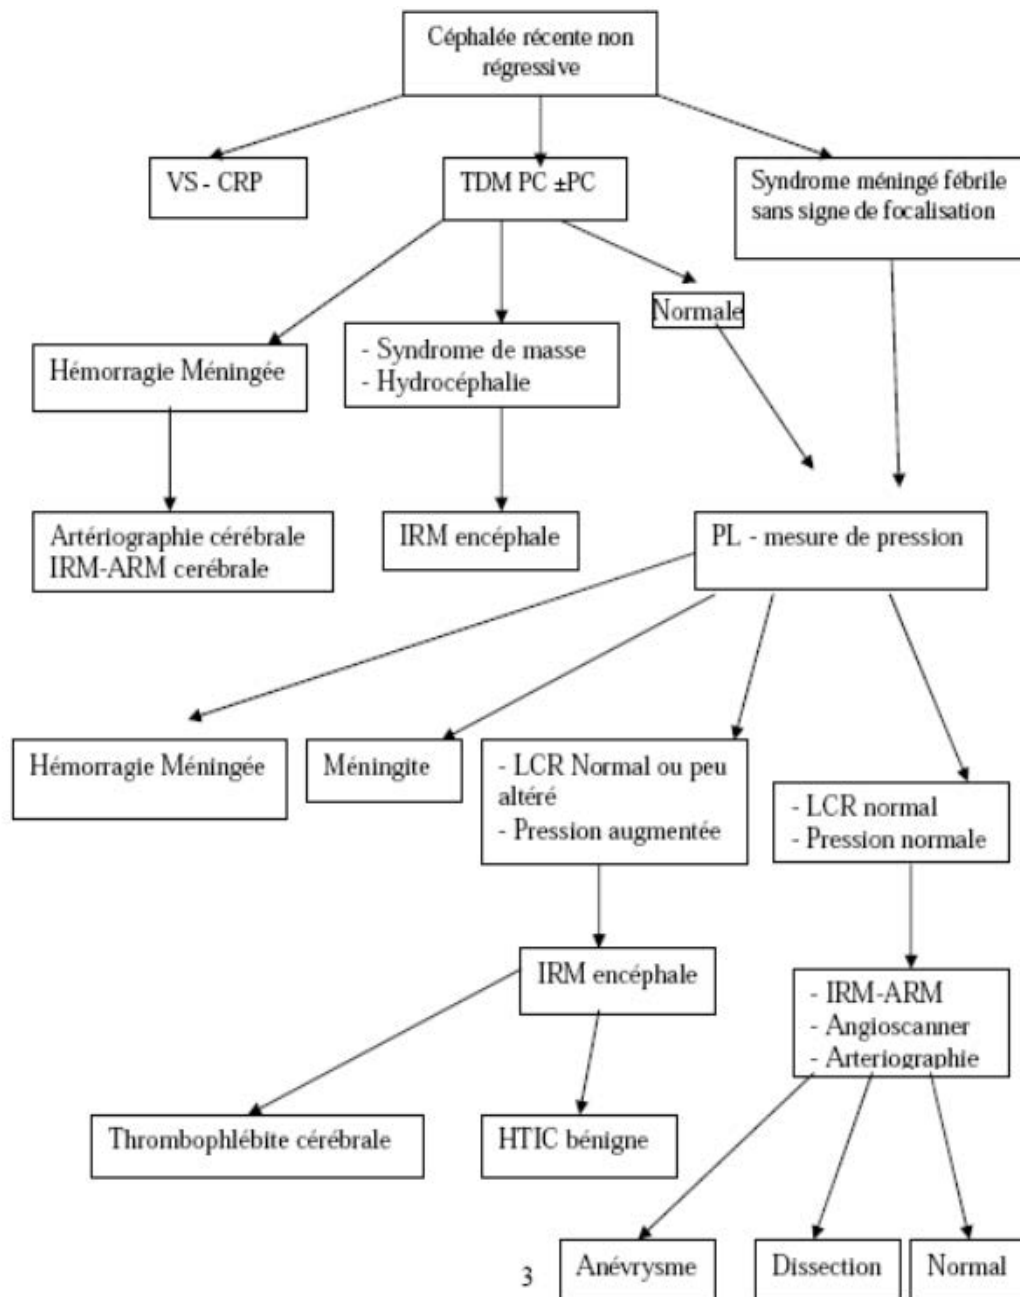 Céphalée récente non
régressive
VS - CRP
TDM PC ±PC
Syndrome méningé fébrile
sans signe de focalisation
Normale
Hémorragie Méningée
- Syndrome de masse
- Hydrocéphalie
Artériographie cérébrale
IRM-ARM cerébrale
IRM encéphale
PL - mesure de pression
Hémorragie Méningée
Méningite
- LCR Normal ou peu
altéré
- Pression augmentée
- LCR normal
- Pression normale
IRM encéphale
- IRM-ARM
- Angioscanner
- Arteriographie
Thrombophlébite cérébrale
HTIC bénigne
Anévrysme
Dissection
Normal
3